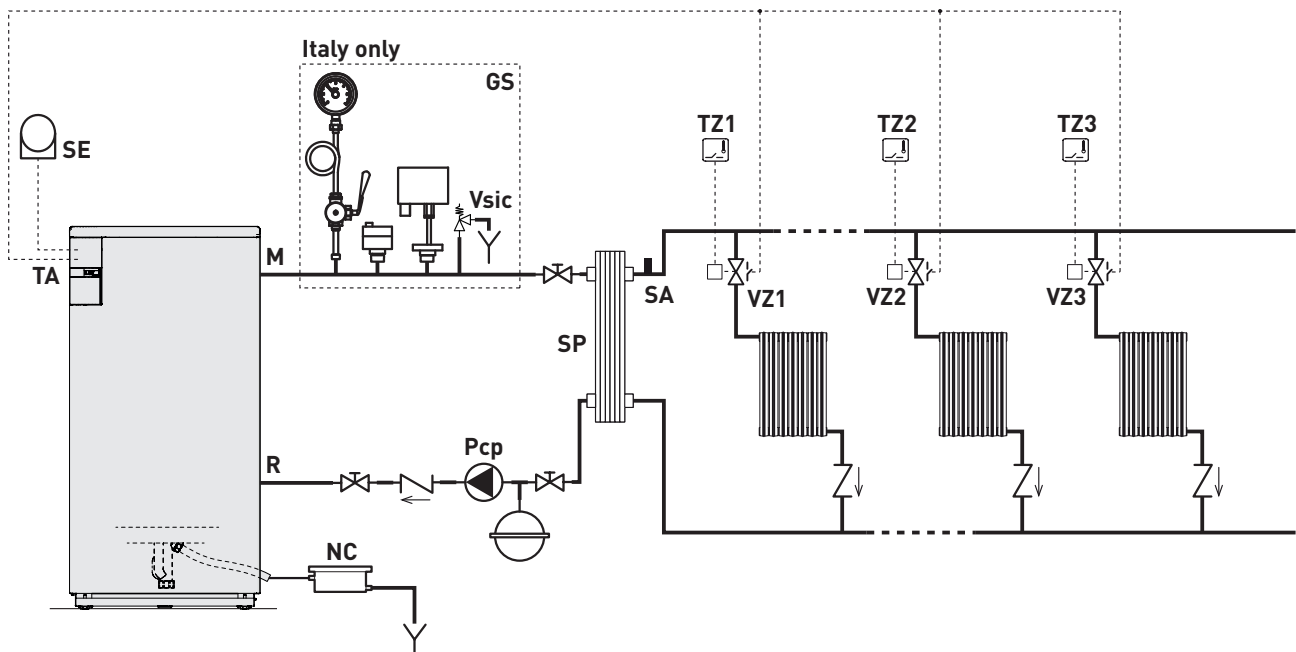 Italy only
GS
TZ1
TZ2
TZ3
SE
Vsic
M
TA
SA
VZ1
VZ2
VZ3
SP
Pcp
R
NC